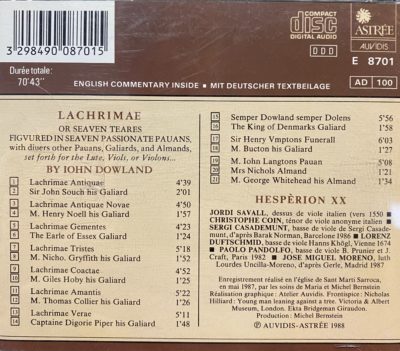 3 298490 087015
Durée totale:
70'43"
COMPACT
disc
DIGITAL AUDIO
DDD
ASTRÉE
AUVIDIS
E 8701
AD 100
ENGLISH COMMENTARY INSIDE • MIT DEUTSCHER TEXTBEILAGE
LACHRIMAE
OR SEAVEN TEARES
FIGVURED IN SEAVEN PASSIONATE PAUANS,
with divers other Pauans, Galiards, and Almands,
set forth for the Lute, Viols, or Violons...
BY IOHN DOWLAND
1 Lachrimae Antiquae 4'39
2 Sir John Souch his Galiard 1'36
3 Lachrimae Antiquae Novae 4'50
4 M. Henry Noell his Galiard 1'57
5 Lachrimae Gementes 4'23
6 The Earle of Essex Galiard 1'24
7 Lachrimae Tristes 5'18
8 M. Nicho. Gryffith his Galiard 1'52
9 Lachrimae Coactae 4'52
10 M. Giles Hoby his Galiard 1'25
11 Lachrimae Amantis 5'22
12 M. Thomas Collier his Galiard 1'26
13 Lachrimae Verae 5'11
14 Captaine Digorie Piper his Galiard 1'48
15 Semper Dowland semper Dolens 5'56
16 The King of Denmarks Galiard 1'58
17 Sir Henry Vmptons Funerall 6'03
18 M. Bucton his Galiard 1'27
19 M. John Langtons Pauan 5'08
20 Mrs Nichols Almand 1'21
21 M. George Whitehead his Almand 1'34
HESPÈRION XX
JORDI SAVALL, dessus de viole italien (vers 1550) •
CHRISTOPHE COIN, ténor de viole anonyme italien •
SERGI CASADEMUNT, basse de viole de Sergi Casade-
munt, d'après Barak Norman, Barcelone 1986 • LORENZ
DUFTSCHMID, basse de viole de Hanns Khögl, Vienne 1674
• PAOLO PANDOLFO, basse de viole de B. Prunier et J.
Craft, Paris 1982 • JOSE MIGUEL MORENO, luth
Lourdes Uncilla-Moreno, d'après Gerle, Madrid 1987
Enregistrement réalisé en l'église de Sant Marti Sarroca,
en mai 1987, par les soins de Maria et Michel Bernstein •
Réalisation graphique : Atelier Auvidis. Frontispice: Nicholas
Hilliard : Young man leaning against a tree. Victoria & Albert
Museum, London. Ekta Bridgeman Giraudon.
Production : Michel Bernstein.
Ⓟ AUVIDIS-ASTRÉE 1988